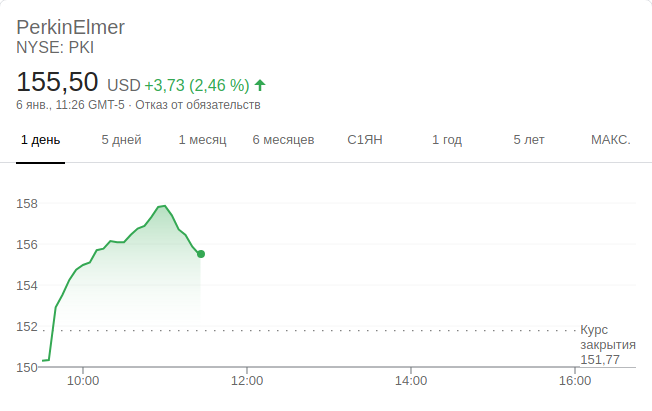 PerkinElmer
NYSE: PKI
155,50 USD +3,73 (2,46 %)
6 янв., 11:26 GMT-5 · Отказ от обязательств
1 день 5 дней 1 месяц 6 месяцев С1ЯН 1 год 5 лет МАКС.
158
156
154
152
Курс
закрытия
151,77
150
10:00 12:00 14:00 16:00